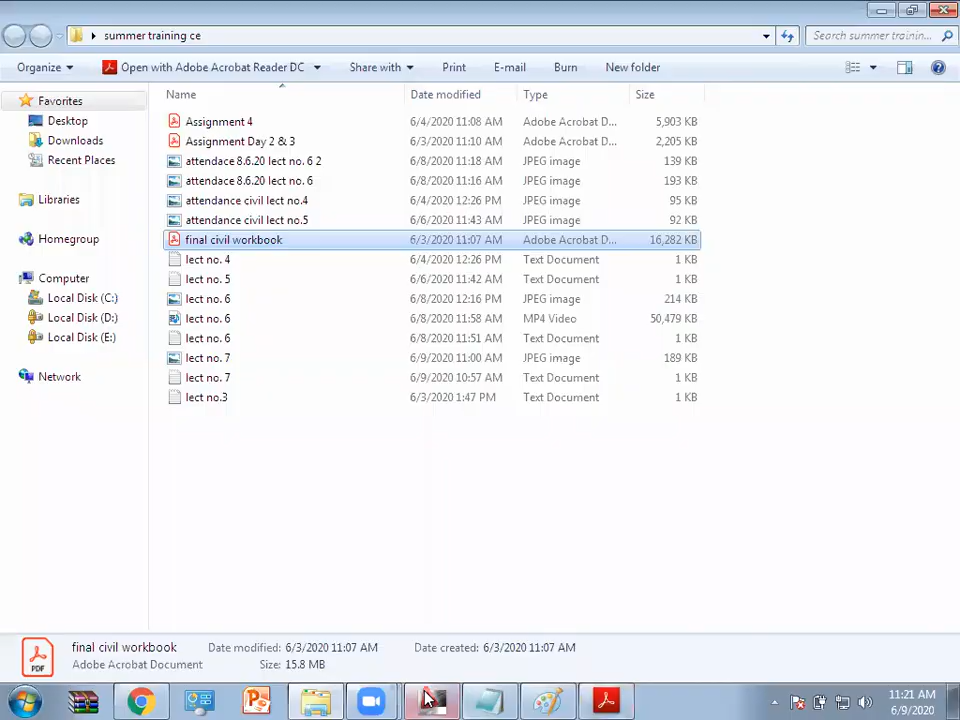 summer training ce
Search summer trainin...
Organize
Open with Adobe Acrobat Reader DC
Share with
Print
E-mail
Burn
New folder
Favorites
Desktop
Downloads
Recent Places
Libraries
Homegroup
Computer
Local Disk (C:)
Local Disk (D:)
Local Disk (E:)
Network
Name Date modified Type Size
Assignment 4 6/4/2020 11:08 AM Adobe Acrobat D... 5,903 KB
Assignment Day 2 & 3 6/3/2020 11:10 AM Adobe Acrobat D... 2,205 KB
attendace 8.6.20 lect no. 6 2 6/8/2020 11:18 AM JPEG image 139 KB
attendace 8.6.20 lect no. 6 6/8/2020 11:16 AM JPEG image 193 KB
attendance civil lect no.4 6/4/2020 12:26 PM JPEG image 95 KB
attendance civil lect no.5 6/6/2020 11:43 AM JPEG image 92 KB
final civil workbook 6/3/2020 11:07 AM Adobe Acrobat D... 16,282 KB
lect no. 4 6/4/2020 12:26 PM Text Document 1 KB
lect no. 5 6/6/2020 11:42 AM Text Document 1 KB
lect no. 6 6/8/2020 12:16 PM JPEG image 214 KB
lect no. 6 6/8/2020 11:58 AM MP4 Video 50,479 KB
lect no. 6 6/8/2020 11:51 AM Text Document 1 KB
lect no. 7 6/9/2020 11:00 AM JPEG image 189 KB
lect no. 7 6/9/2020 10:57 AM Text Document 1 KB
lect no.3 6/3/2020 1:47 PM Text Document 1 KB
final civil workbook Date modified: 6/3/2020 11:07 AM Date created: 6/3/2020 11:07 AM
Adobe Acrobat Document Size: 15.8 MB
PDF
11:21 AM
6/9/2020